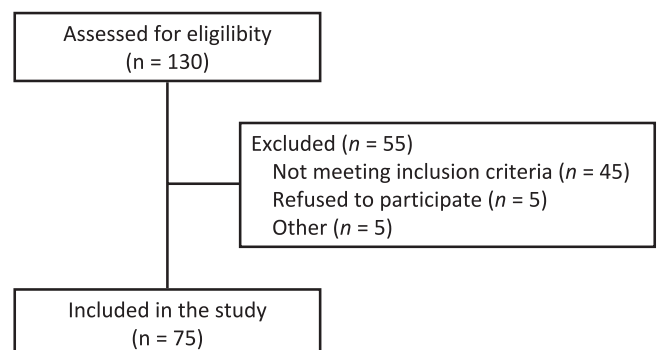 Assessed for eligilibity
(n = 130)
Excluded (n = 55)
Not meeting inclusion criteria (n = 45)
Refused to participate (n = 5)
Other (n = 5)
Included in the study
(n = 75)